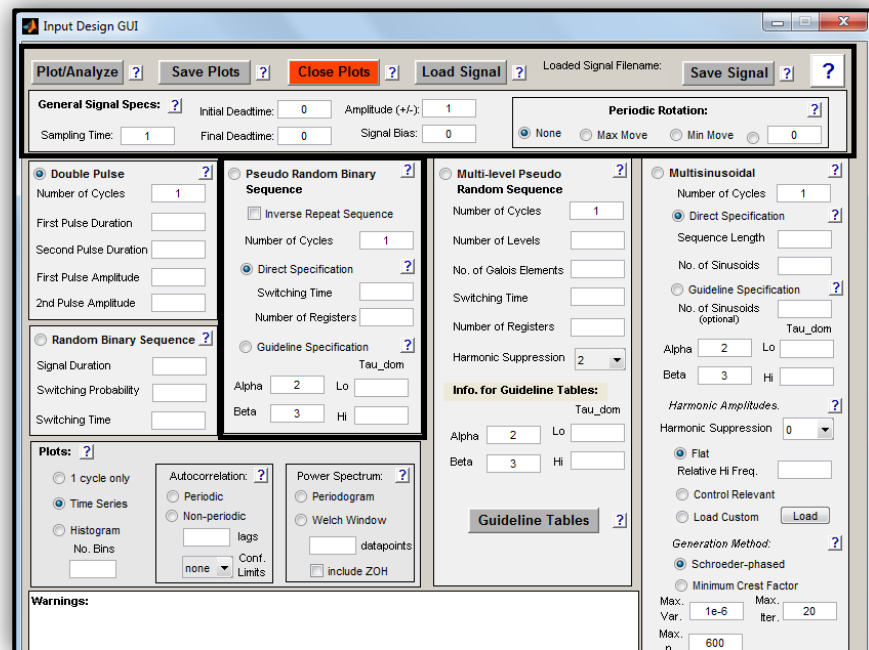 Input Design GUI
Plot/Analyze ? Save Plots ? Close Plots ? Load Signal ? Loaded Signal Filename: Save Signal ? ?
General Signal Specs: ? Initial Deadtime: 0 Amplitude (+/-): 1 Periodic Rotation: ?
Sampling Time: 1 Final Deadtime: 0 Signal Bias: 0 None Max Move Min Move 0
Double Pulse ?
Number of Cycles 1
First Pulse Duration
Second Pulse Duration
First Pulse Amplitude
2nd Pulse Amplitude
Random Binary Sequence ?
Signal Duration
Switching Probability
Switching Time
Pseudo Random Binary ?
Sequence
Inverse Repeat Sequence
Number of Cycles 1
Direct Specification ?
Switching Time
Number of Registers
Guideline Specification ?
Tau_dom
Alpha 2 Lo
Beta 3 Hi
Multi-level Pseudo ?
Random Sequence
Number of Cycles 1
Number of Levels
No. of Galois Elements
Switching Time
Number of Registers
Harmonic Suppression 2
Info. for Guideline Tables:
Tau_dom
Alpha 2 Lo
Beta 3 Hi
Guideline Tables ?
Multisinusoidal ?
Number of Cycles 1
Direct Specification ?
Sequence Length
No. of Sinusoids
Guideline Specification ?
No. of Sinusoids
(optional)
Tau_dom
Alpha 2 Lo
Beta 3 Hi
Harmonic Amplitudes. ?
Harmonic Suppression 0
Flat
Relative Hi Freq.
Control Relevant
Load Custom Load
Generation Method: ?
Schroeder-phased
Minimum Crest Factor
Max. Var. 1e-6 Max. Iter. 20
Max. 600
Plots: ?
1 cycle only
Time Series
Histogram
No. Bins
Autocorrelation: ?
Periodic
Non-periodic
lags
none Conf. Limits
Power Spectrum: ?
Periodogram
Welch Window
datapoints
include ZOH
Warnings: